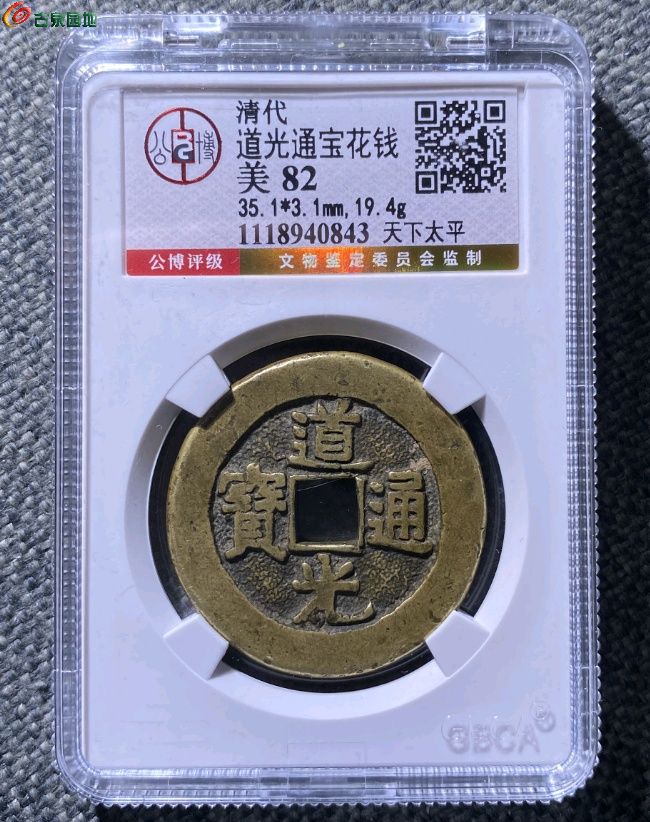 古泉园地
清代
道光通宝花钱
美 82
35.1*3.1mm,19.4g
1118940843 天下太平
公博
公博评级 文物鉴定委员会监制
道
寶 通
光
GBCA